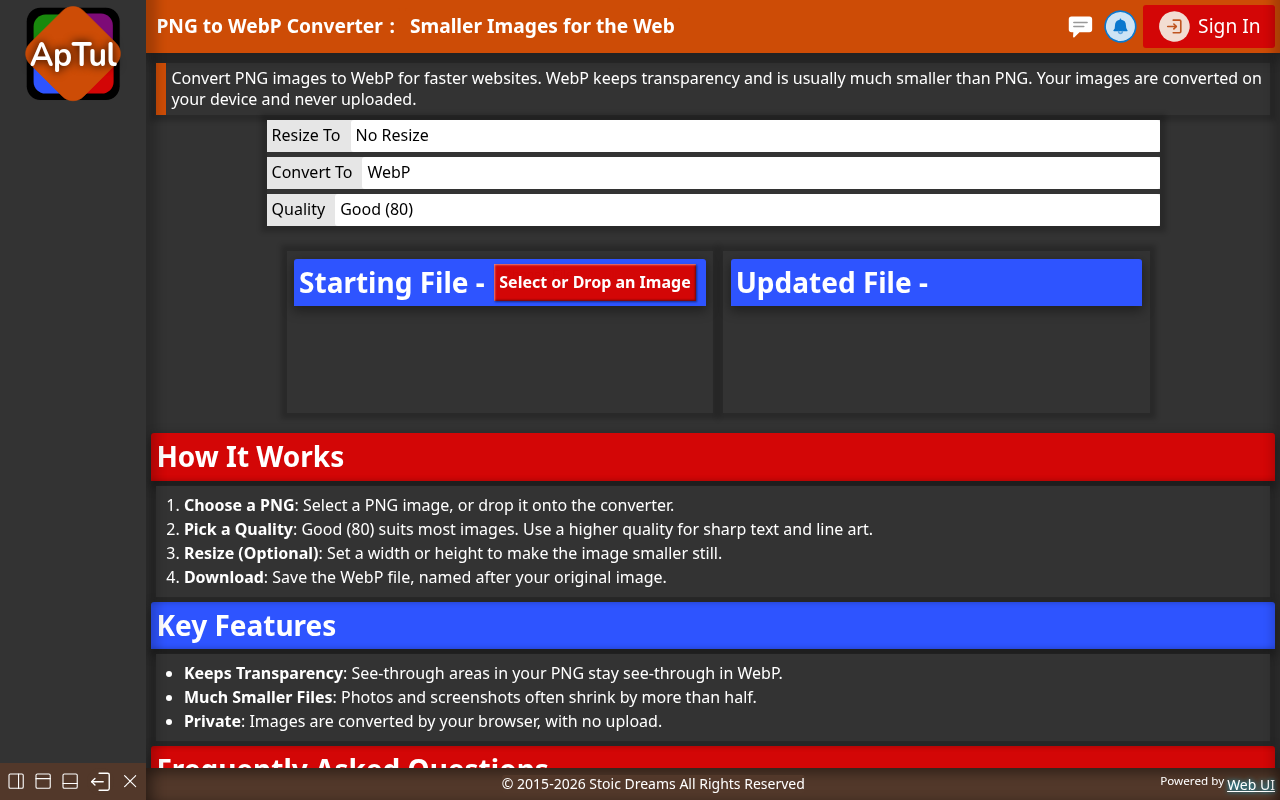 ApTul
PNG to WebP Converter : Smaller Images for the Web
Sign In
Convert PNG images to WebP for faster websites. WebP keeps transparency and is usually much smaller than PNG. Your images are converted on
your device and never uploaded.
Resize To No Resize
Convert To WebP
Quality Good (80)
Starting File - Select or Drop an Image
Updated File -
How It Works
1. Choose a PNG: Select a PNG image, or drop it onto the converter.
2. Pick a Quality: Good (80) suits most images. Use a higher quality for sharp text and line art.
3. Resize (Optional): Set a width or height to make the image smaller still.
4. Download: Save the WebP file, named after your original image.
Key Features
• Keeps Transparency: See-through areas in your PNG stay see-through in WebP.
• Much Smaller Files: Photos and screenshots often shrink by more than half.
• Private: Images are converted by your browser, with no upload.
Frequently Asked Questions
© 2015-2026 Stoic Dreams All Rights Reserved
Powered by Web UI